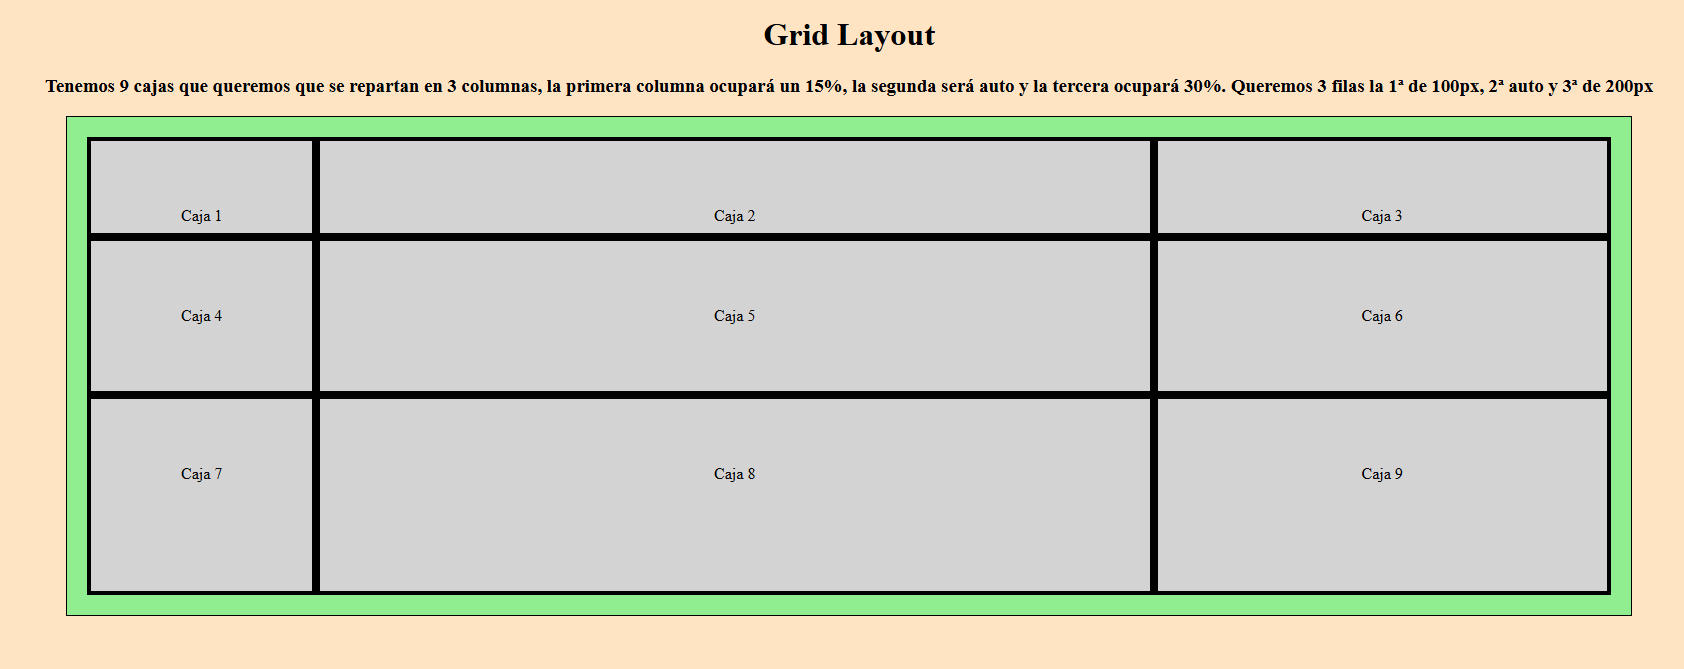 Grid Layout
Tenemos 9 cajas que queremos que se repartan en 3 columnas, la primera columna ocupará un 15%, la segunda será auto y la tercera ocupará 30%. Queremos 3 filas la 1ª de 100px, 2ª auto y 3ª de 200px
Caja 1
Caja 2
Caja 3
Caja 4
Caja 5
Caja 6
Caja 7
Caja 8
Caja 9